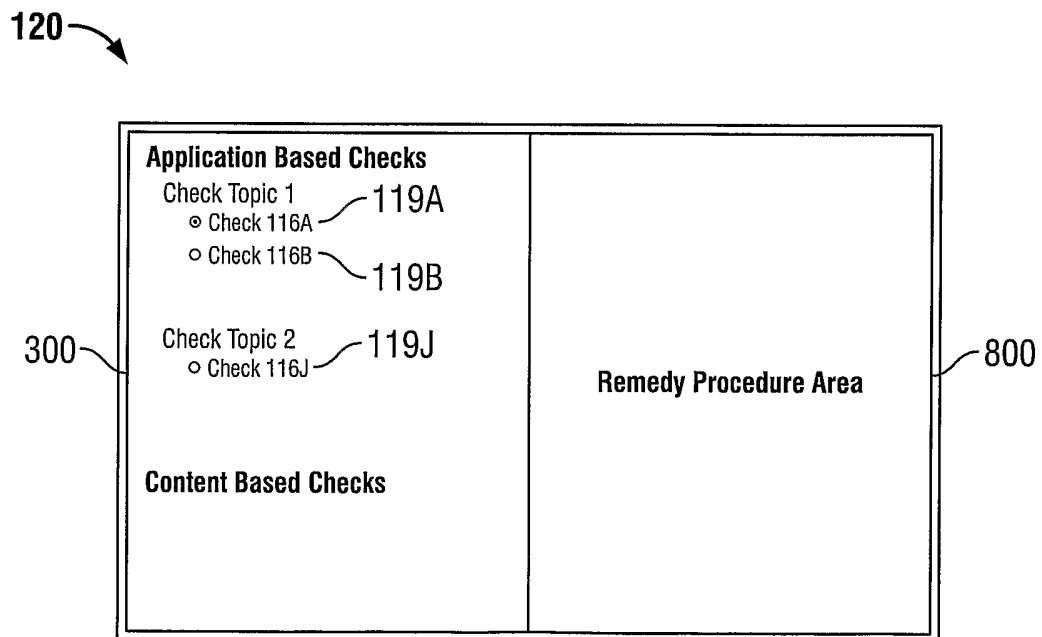 120
Application Based Checks
Check Topic 1
Check 116A
119A
Check 116B
119B
Check Topic 2
119J
Check 116J
300
800
Remedy Procedure Area
Content Based Checks